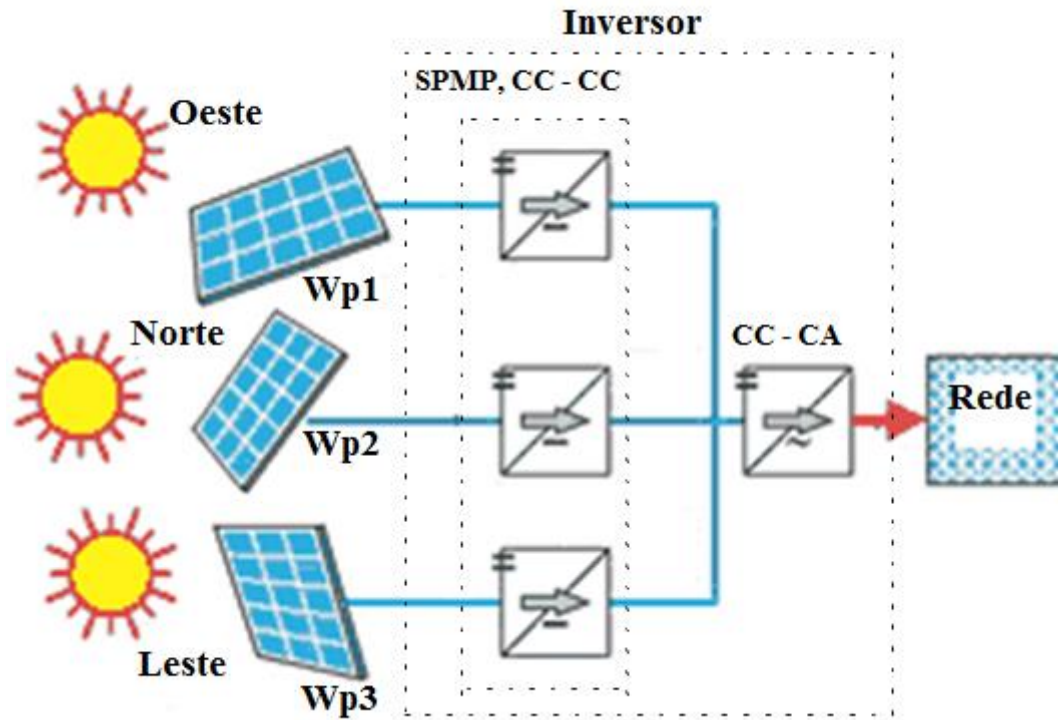 Inversor
SPMP, CC - CC
Oeste
Wp1
Norte
CC - CA
Rede
Wp2
Leste
Wp3